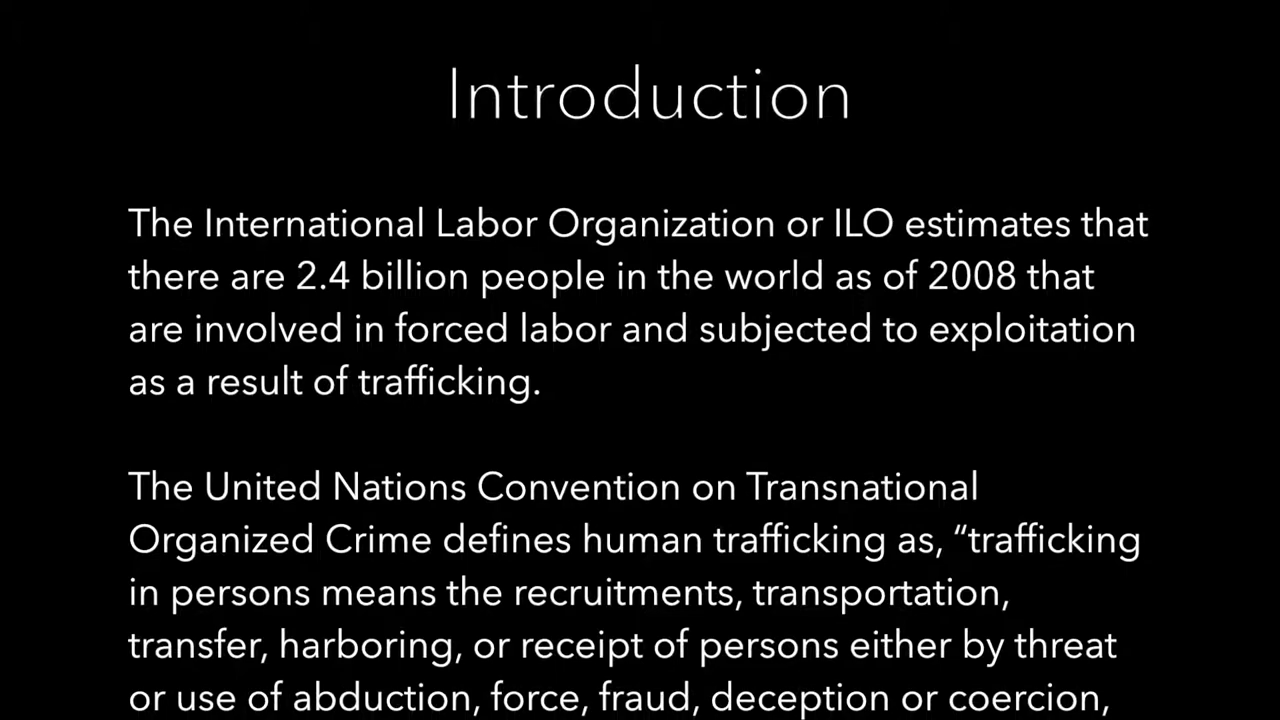 Introduction
The International Labor Organization or ILO estimates that
there are 2.4 billion people in the world as of 2008 that
are involved in forced labor and subjected to exploitation
as a result of trafficking.
The United Nations Convention on Transnational
Organized Crime defines human trafficking as, “trafficking
in persons means the recruitments, transportation,
transfer, harboring, or receipt of persons either by threat
or use of abduction, force, fraud, deception or coercion,